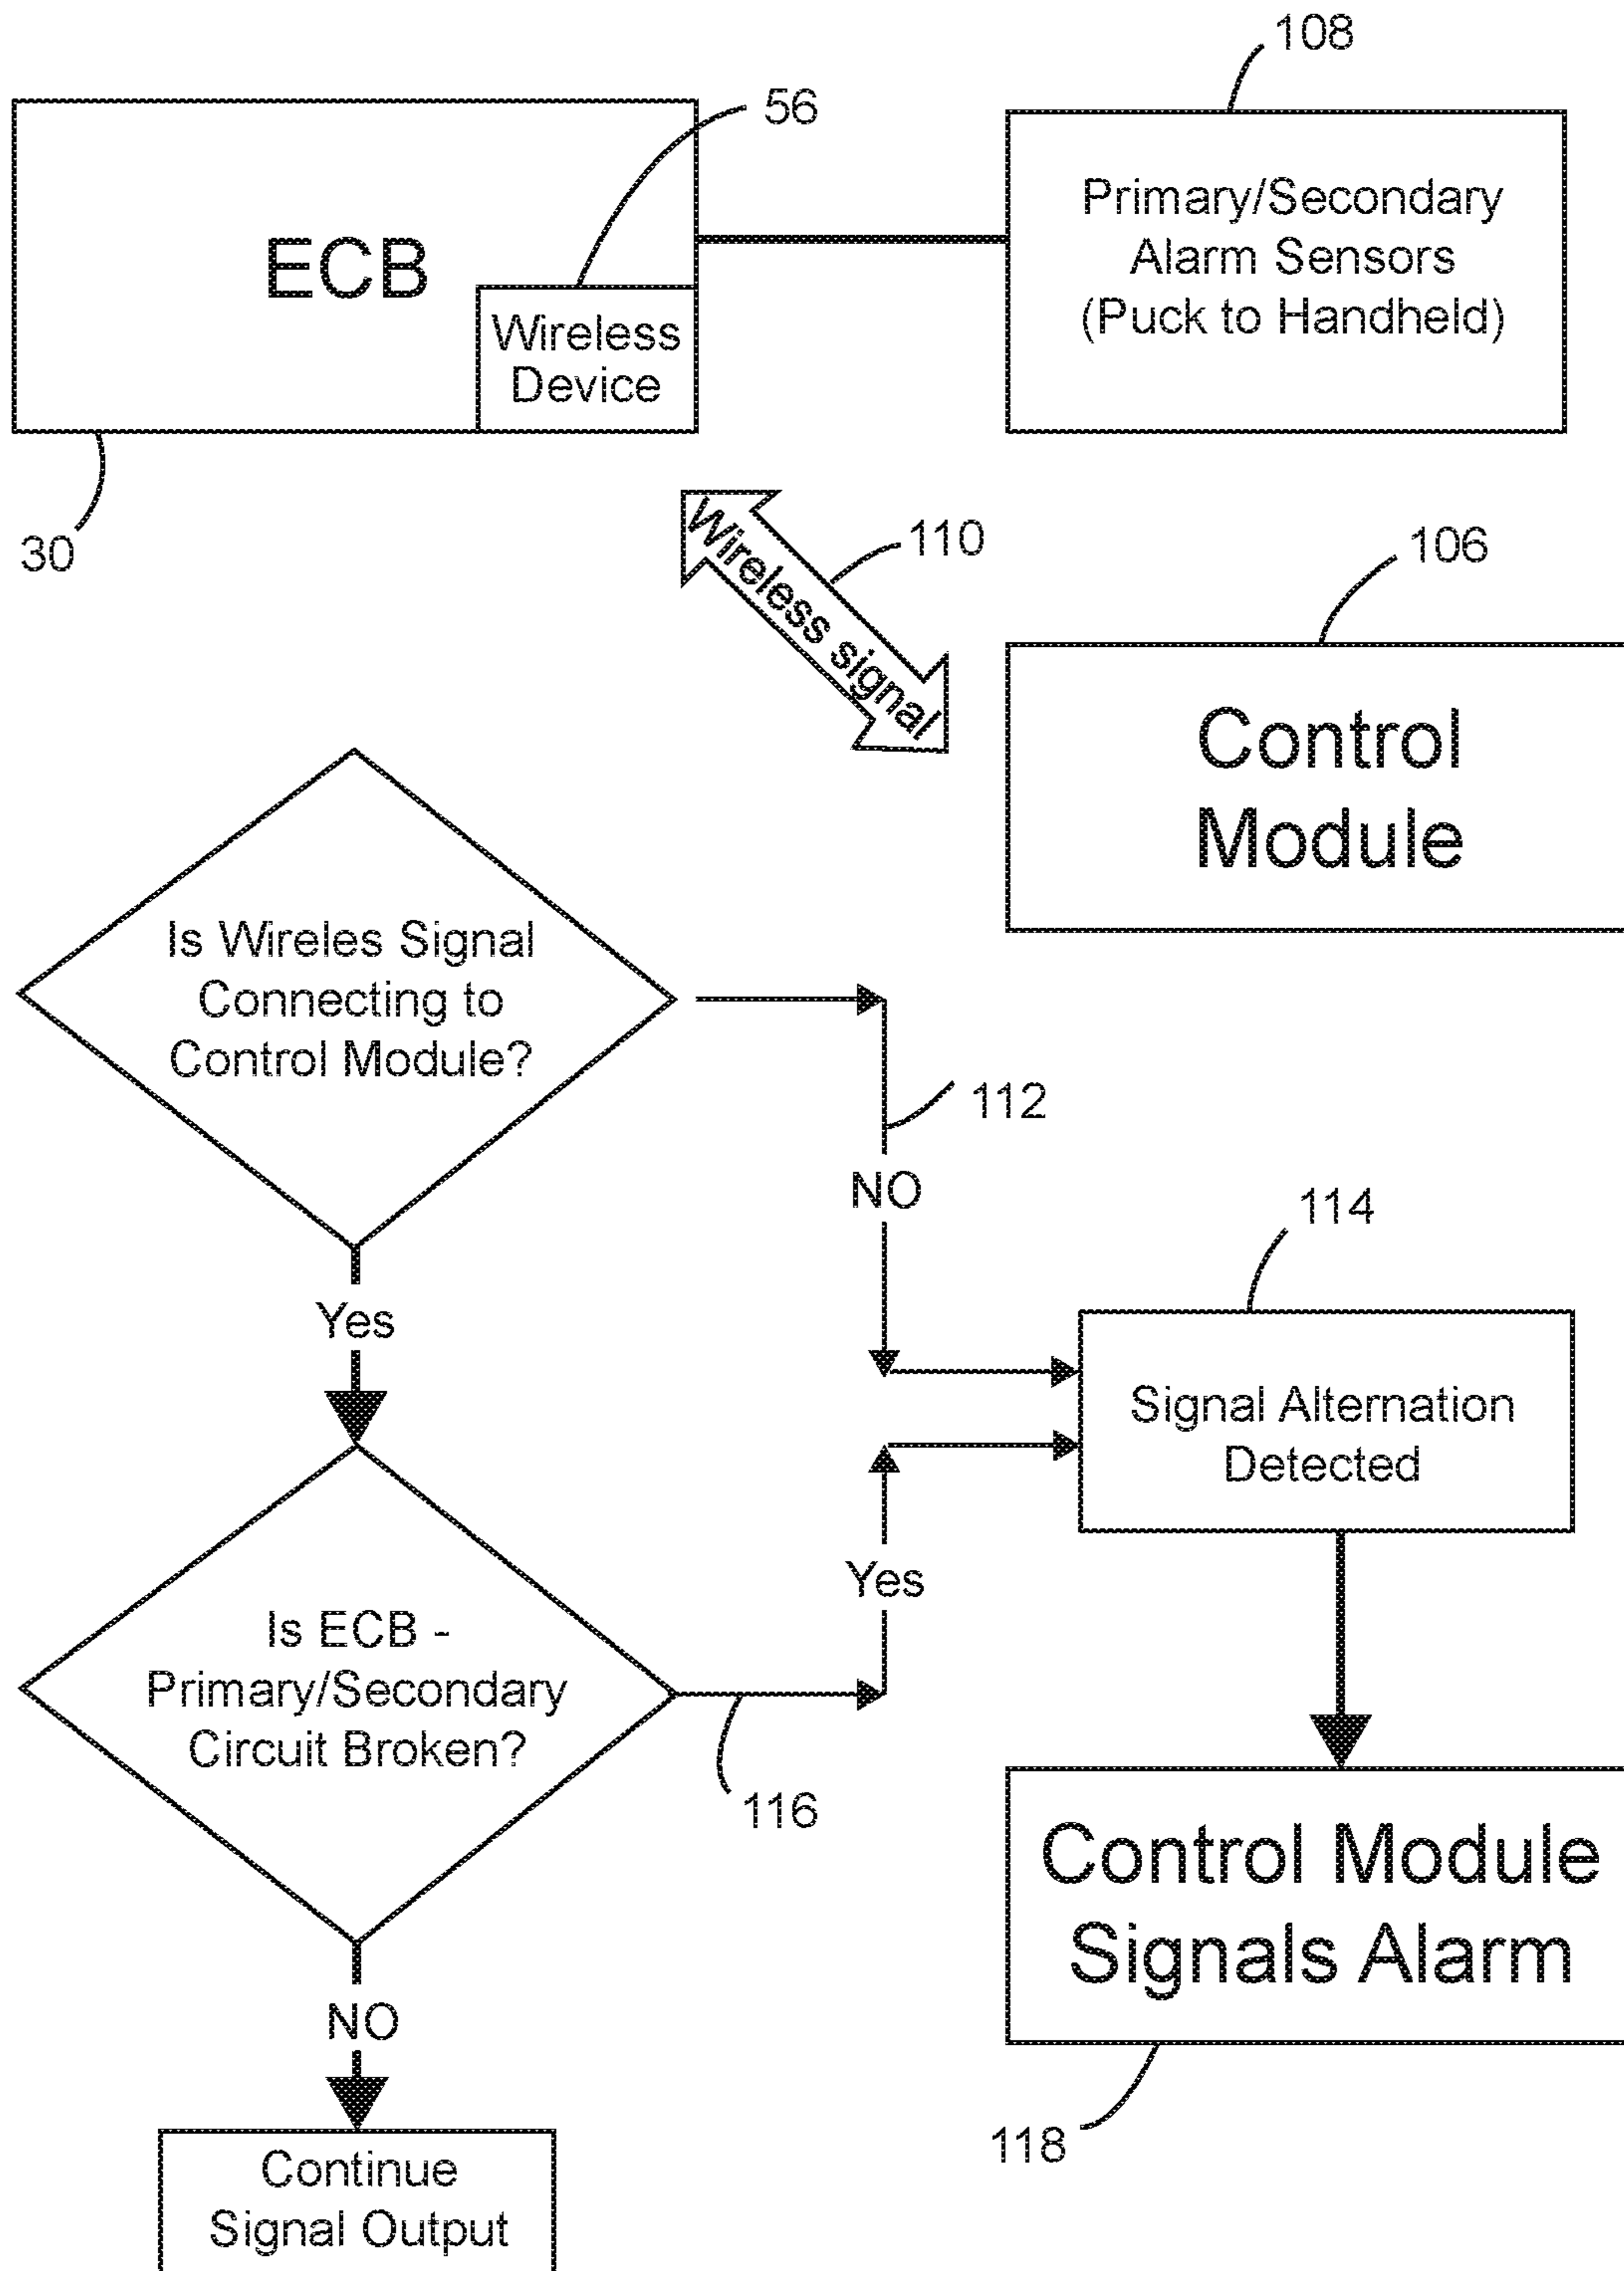 108
56
ECB
Wireless
Device
Primary/Secondary
Alarm Sensors
(Puck to Handheld)
30
Wireless signal
110
106
Control
Module
Is Wireles Signal
Connecting to
Control Module?
112
NO
Yes
114
Signal Alternation
Detected
Yes
Is ECB -
Primary/Secondary
Circuit Broken?
116
Control Module
Signals Alarm
NO
118
Continue
Signal Output